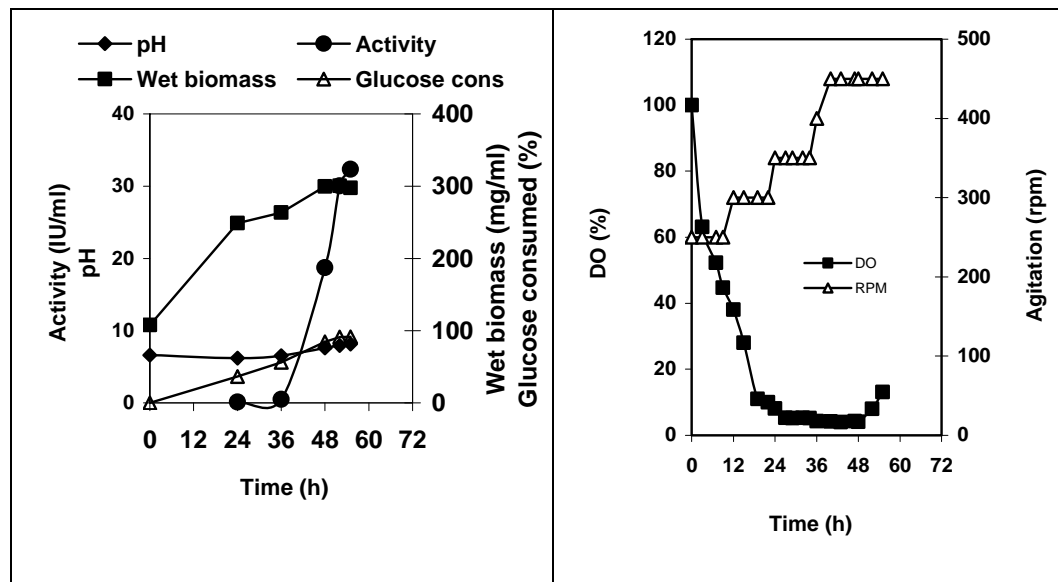 pH Activity
Wet biomass Glucose cons
40 400
30 300
20 200
10 100
0 0
0 12 24 36 48 60 72
Time (h)
Activity (IU/ml)
pH
Wet biomass (mg/ml)
Glucose consumed (%)
120 500
100 400
80 300
60
40 200
20 100
0 0
0 12 24 36 48 60 72
Time (h)
DO (%)
Agitation (rpm)
DO
RPM